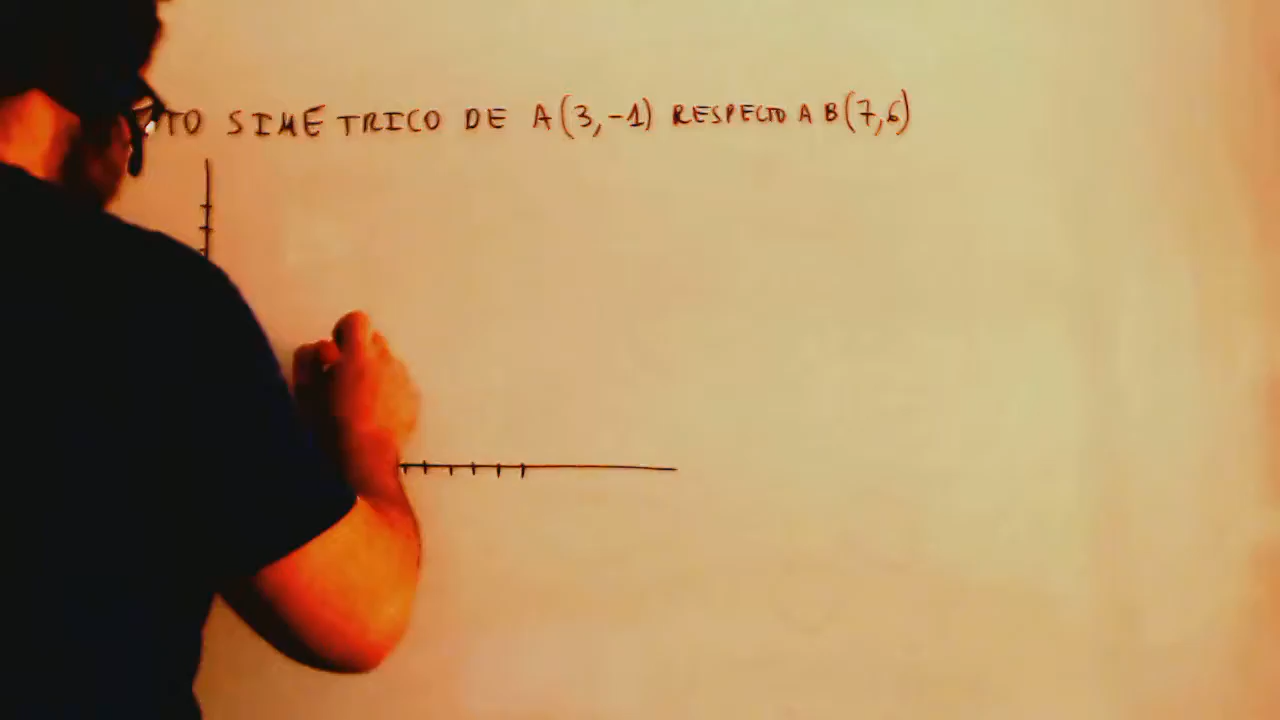 TO SIMETRICO DE A(3,-1) RESPECTO A B(7,6)